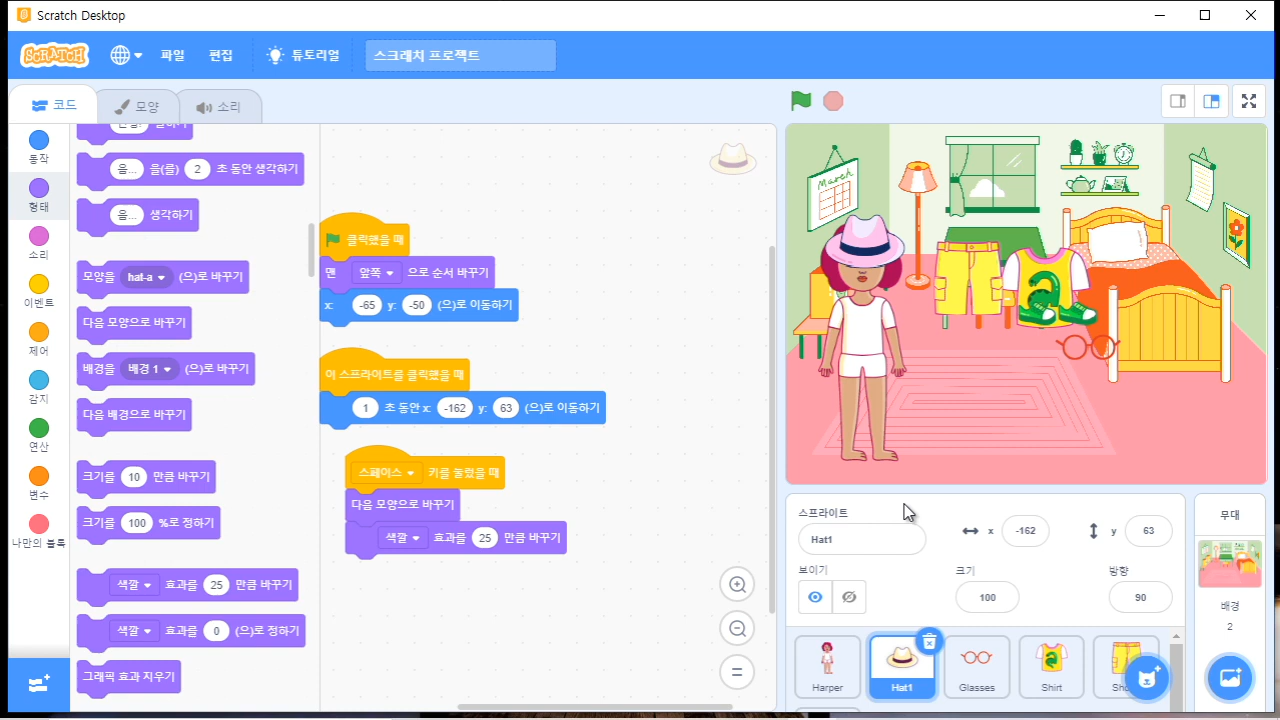 Scratch Desktop
SCRATCH
파일
편집
튜토리얼
스크래치 프로젝트
코드
모양
소리
동작
형태
소리
이벤트
제어
감지
연산
변수
나만의 블록
음... 을(를) 2 초 동안 생각하기
음... 생각하기
모양을 hat-a (으)로 바꾸기
다음 모양으로 바꾸기
배경을 배경 1 (으)로 바꾸기
다음 배경으로 바꾸기
크기를 10 만큼 바꾸기
크기를 100 %로 정하기
색깔 효과를 25 만큼 바꾸기
색깔 효과를 0 (으)로 정하기
그래픽 효과 지우기
클릭했을 때
맨 앞쪽 으로 순서 바꾸기
x: -65 y: -50 (으)로 이동하기
이 스프라이트를 클릭했을 때
1 초 동안 x: -162 y: 63 (으)로 이동하기
스페이스 키를 눌렀을 때
다음 모양으로 바꾸기
색깔 효과를 25 만큼 바꾸기
March
a
스프라이트
Hat1
x -162
y 63
보이기
크기
100
방향
90
Harper
Hat1
Glasses
Shirt
무대
배경
2